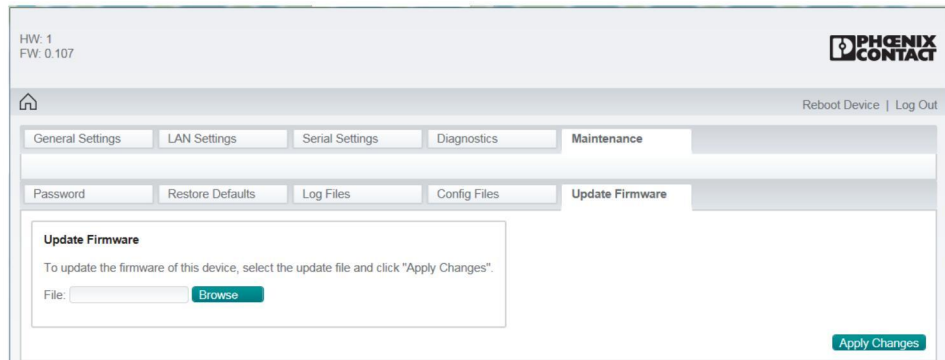 HW: 1
FW: 0.107
PHŒNIX
CONTACT
Reboot Device | Log Out
General Settings LAN Settings Serial Settings Diagnostics Maintenance
Password Restore Defaults Log Files Config Files Update Firmware
Update Firmware
To update the firmware of this device, select the update file and click "Apply Changes".
File: Browse
Apply Changes